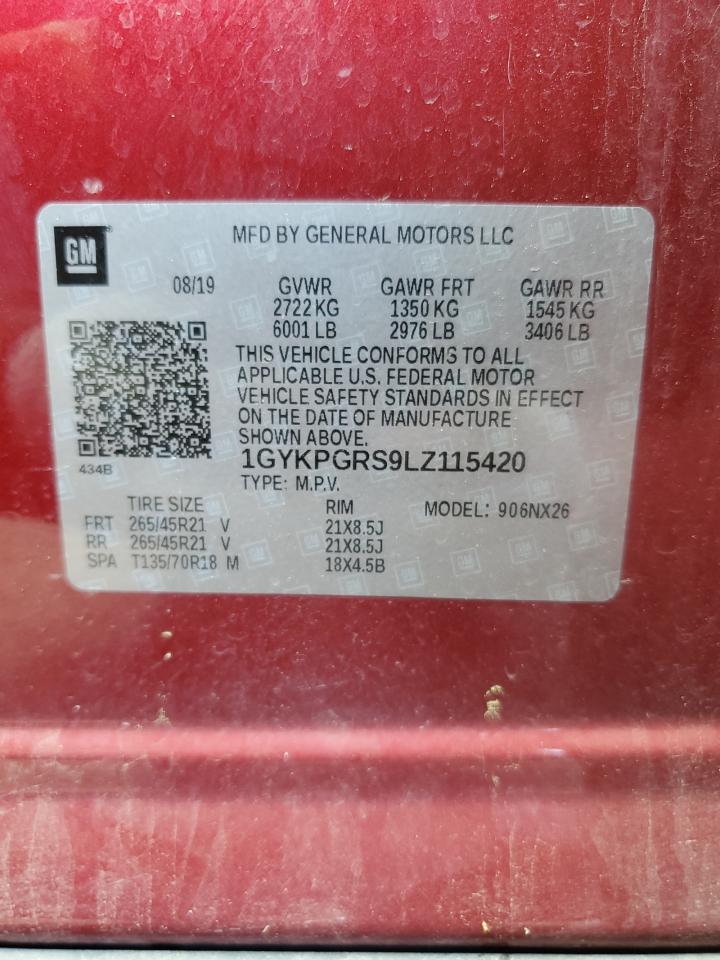 GM
MFD BY GENERAL MOTORS LLC
08/19 GVWR GAWR FRT GAWR RR
2722 KG 1350 KG 1545 KG
6001 LB 2976 LB 3406 LB
THIS VEHICLE CONFORMS TO ALL
APPLICABLE U.S. FEDERAL MOTOR
VEHICLE SAFETY STANDARDS IN EFFECT
ON THE DATE OF MANUFACTURE
SHOWN ABOVE.
434B
1GYKPGRS9LZ115420
TYPE: M.P.V.
TIRE SIZE RIM MODEL: 906NX26
FRT 265/45R21 V 21X8.5J
RR 265/45R21 V 21X8.5J
SPA T135/70R18 M 18X4.5B